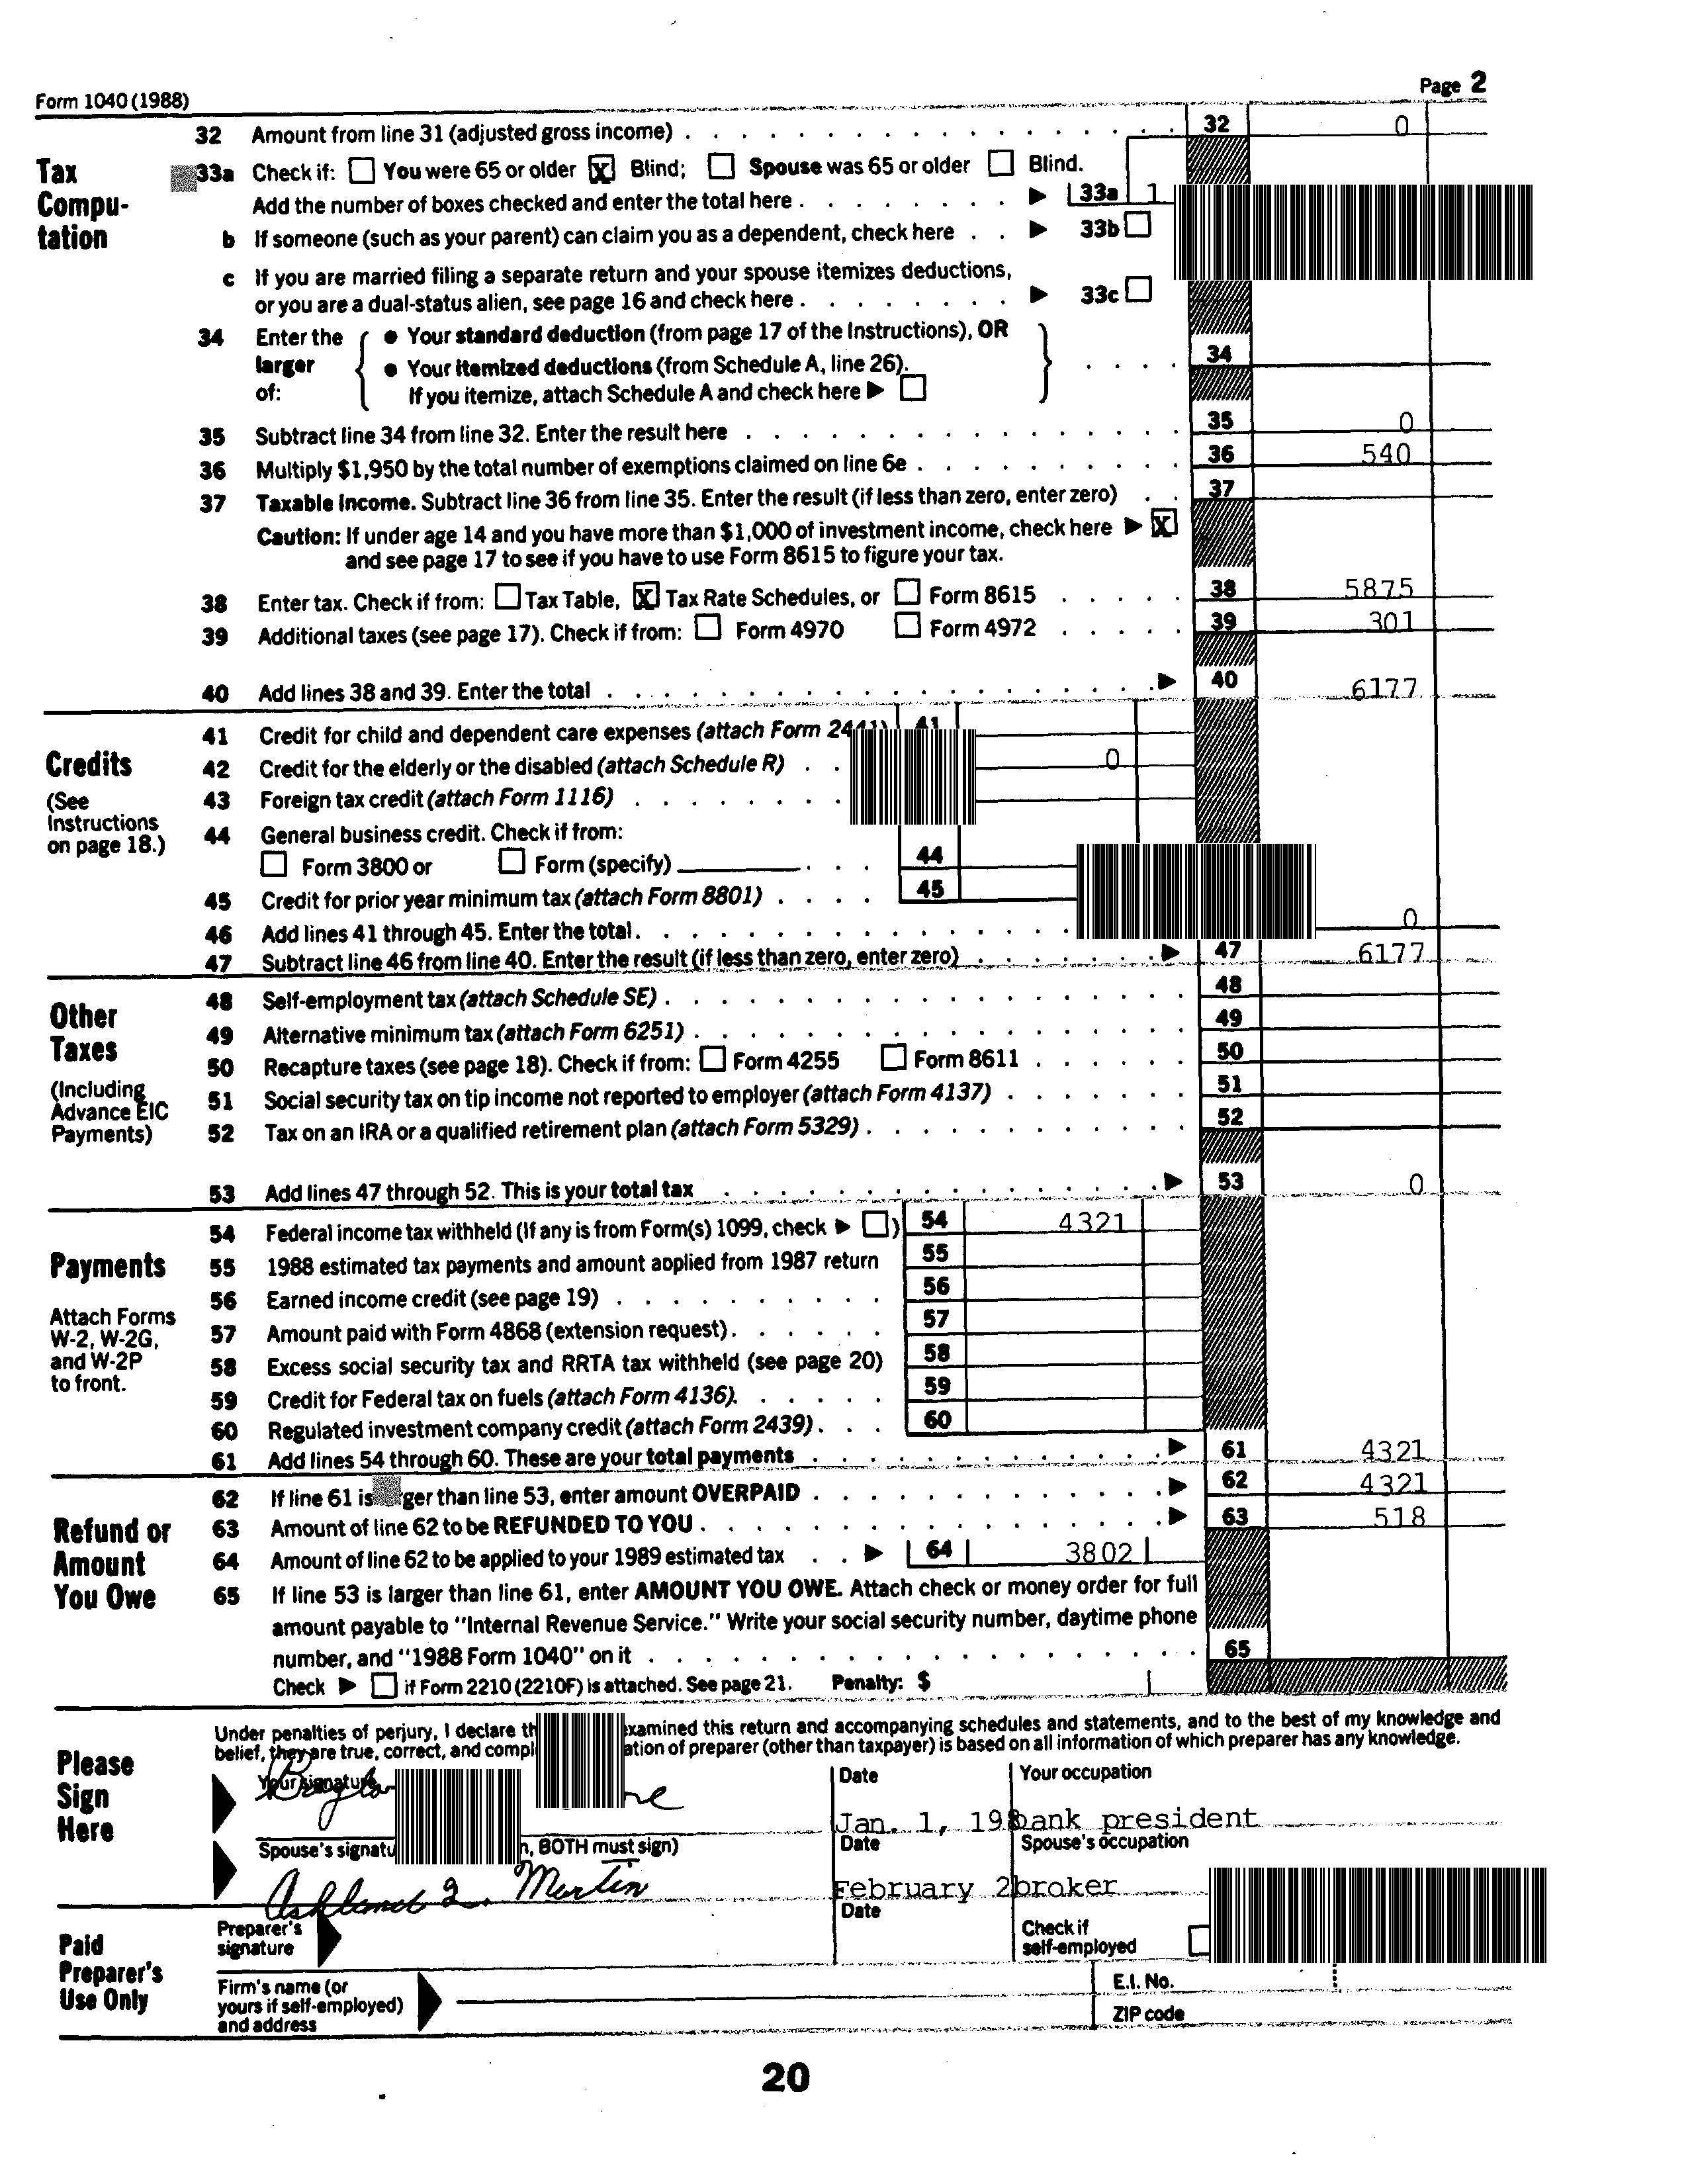 Form 1040 (1988)
Page 2
32 Amount from line 31 (adjusted gross income) 32 0
Tax Compu- tation
33a Check if: You were 65 or older X Blind; Spouse was 65 or older Blind.
Add the number of boxes checked and enter the total here 33a 1
b If someone (such as your parent) can claim you as a dependent, check here 33b
c If you are married filing a separate return and your spouse itemizes deductions,
or you are a dual-status alien, see page 16 and check here 33c
34 Enter the larger of:
● Your standard deduction (from page 17 of the Instructions), OR
● Your itemized deductions (from Schedule A, line 26).
If you itemize, attach Schedule A and check here
34
35 Subtract line 34 from line 32. Enter the result here 35 0
36 Multiply $1,950 by the total number of exemptions claimed on line 6e 36 540
37 Taxable income. Subtract line 36 from line 35. Enter the result (if less than zero, enter zero) 37
Caution: If under age 14 and you have more than $1,000 of investment income, check here X
and see page 17 to see if you have to use Form 8615 to figure your tax.
38 Enter tax. Check if from: Tax Table, X Tax Rate Schedules, or Form 8615 38 5875
39 Additional taxes (see page 17). Check if from: Form 4970 Form 4972 39 301
40 Add lines 38 and 39. Enter the total 40 6177
Credits
(See Instructions on page 18.)
41 Credit for child and dependent care expenses (attach Form 2441) 41
42 Credit for the elderly or the disabled (attach Schedule R) 0
43 Foreign tax credit (attach Form 1116)
44 General business credit. Check if from:
Form 3800 or Form (specify) 44
45 Credit for prior year minimum tax (attach Form 8801) 45
46 Add lines 41 through 45. Enter the total 0
47 Subtract line 46 from line 40. Enter the result (if less than zero, enter zero) 47 6177
Other Taxes
(Including Advance EIC Payments)
48 Self-employment tax (attach Schedule SE) 48
49 Alternative minimum tax (attach Form 6251) 49
50 Recapture taxes (see page 18). Check if from: Form 4255 Form 8611 50
51 Social security tax on tip income not reported to employer (attach Form 4137) 51
52 Tax on an IRA or a qualified retirement plan (attach Form 5329) 52
53 Add lines 47 through 52. This is your total tax 53 0
Payments
Attach Forms W-2, W-2G, and W-2P to front.
54 Federal income tax withheld (If any is from Form(s) 1099, check ) 54 4321
55 1988 estimated tax payments and amount applied from 1987 return 55
56 Earned income credit (see page 19) 56
57 Amount paid with Form 4868 (extension request) 57
58 Excess social security tax and RRTA tax withheld (see page 20) 58
59 Credit for Federal tax on fuels (attach Form 4136). 59
60 Regulated investment company credit (attach Form 2439) 60
61 Add lines 54 through 60. These are your total payments 61 4321
Refund or Amount You Owe
62 If line 61 is ger than line 53, enter amount OVERPAID 62 4321
63 Amount of line 62 to be REFUNDED TO YOU 63 518
64 Amount of line 62 to be applied to your 1989 estimated tax 64 3802
65 If line 53 is larger than line 61, enter AMOUNT YOU OWE. Attach check or money order for full
amount payable to "Internal Revenue Service." Write your social security number, daytime phone
number, and "1988 Form 1040" on it 65
Check if Form 2210 (2210F) is attached. See page 21. Penalty: $
Please Sign Here
Under penalties of perjury, I declare th examined this return and accompanying schedules and statements, and to the best of my knowledge and
belief, they are true, correct, and compl ation of preparer (other than taxpayer) is based on all information of which preparer has any knowledge.
Your signature Date Your occupation
Jan. 1, 198 bank president
Spouse's signatu n, BOTH must sign) Date Spouse's occupation
Ashland Q. Martin February 2 broker
Paid Preparer's Use Only
Preparer's signature Date Check if self-employed
Firm's name (or yours if self-employed) and address
E.I. No.
ZIP code
20